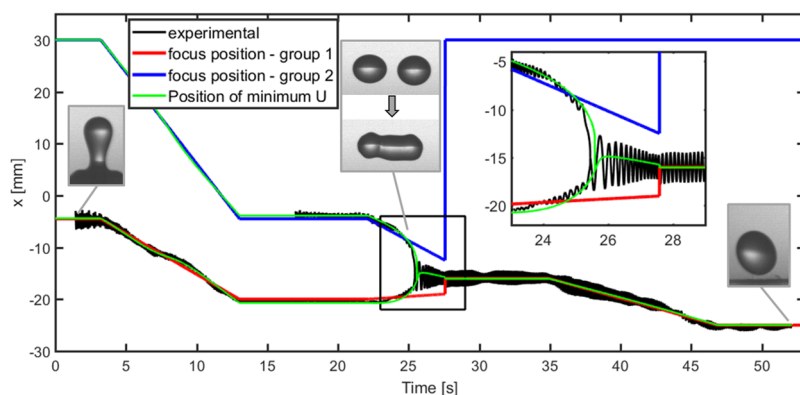 experimental
focus position - group 1
focus position - group 2
Position of minimum U
30
20
10
0
-10
-20
-30
x [mm]
0 5 10 15 20 25 30 35 40 45 50
Time [s]
-5
-10
-15
-20
24 26 28